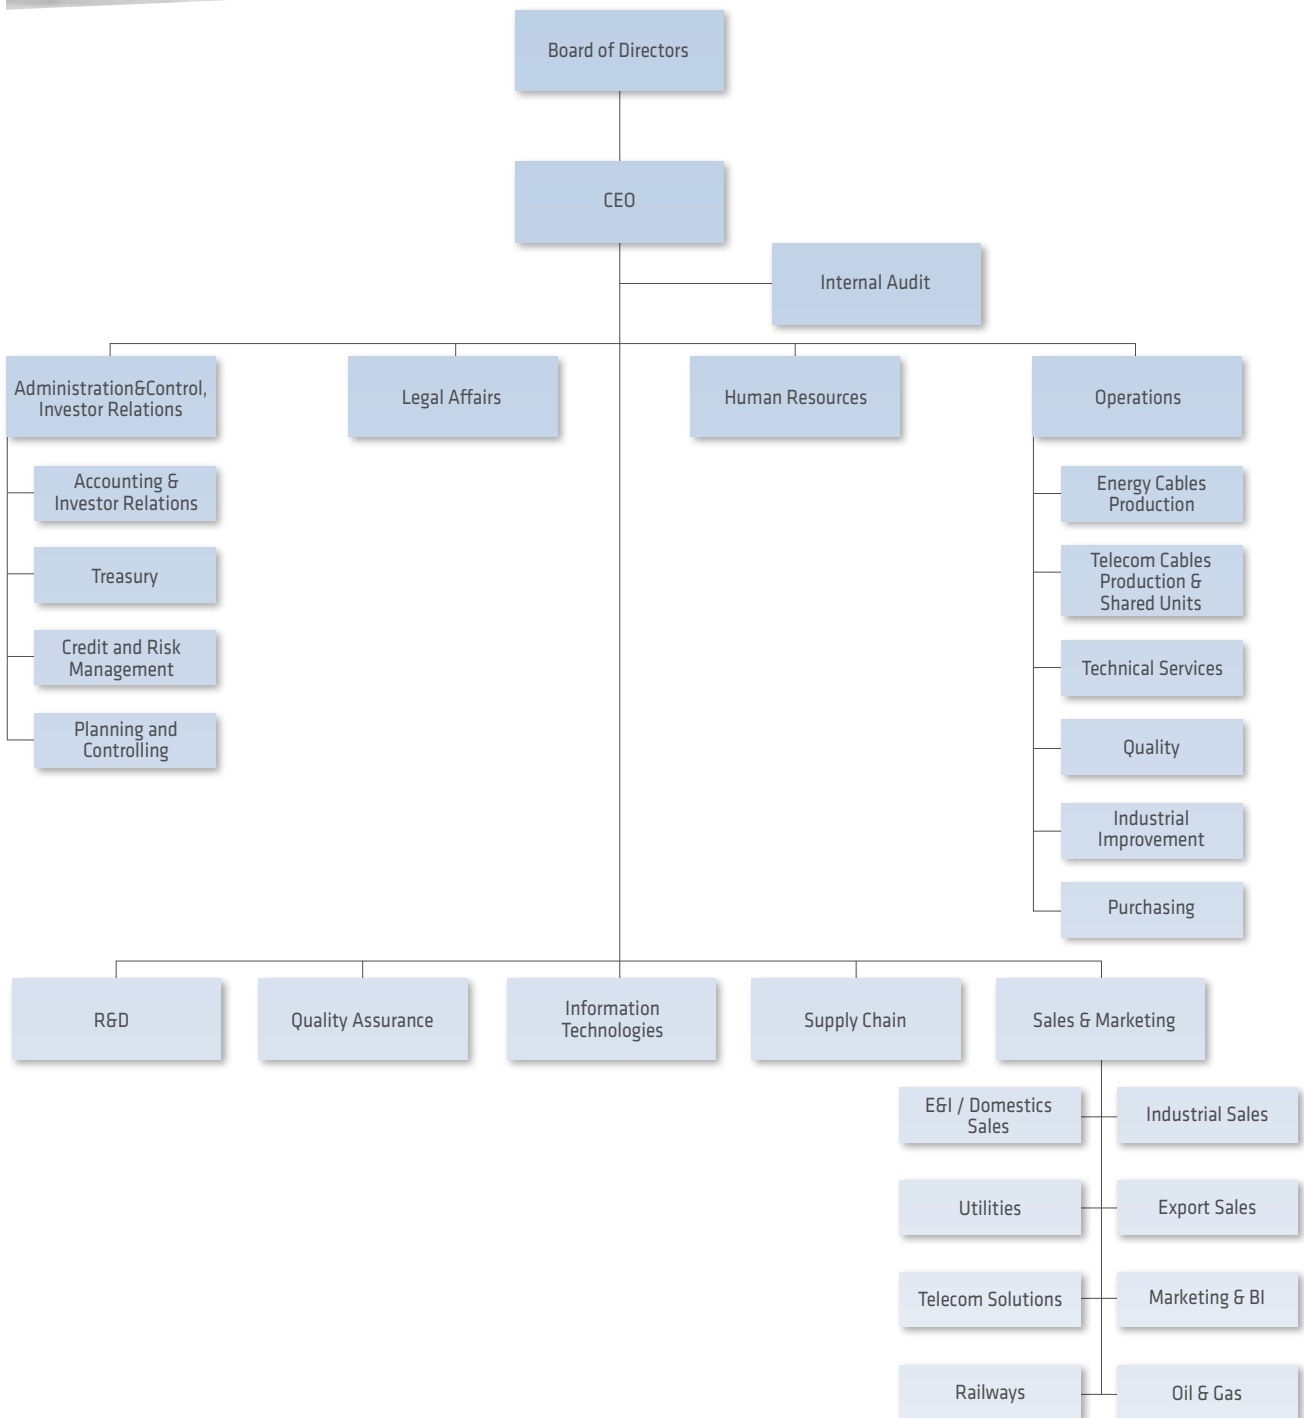 Board of Directors
CEO
Internal Audit
Administration&Control,
Investor Relations
Legal Affairs
Human Resources
Operations
Accounting &
Investor Relations
Treasury
Credit and Risk
Management
Planning and
Controlling
Energy Cables
Production
Telecom Cables
Production &
Shared Units
Technical Services
Quality
Industrial
Improvement
Purchasing
R&D
Quality Assurance
Information
Technologies
Supply Chain
Sales & Marketing
E&I / Domestics
Sales
Industrial Sales
Utilities
Export Sales
Telecom Solutions
Marketing & BI
Railways
Oil & Gas